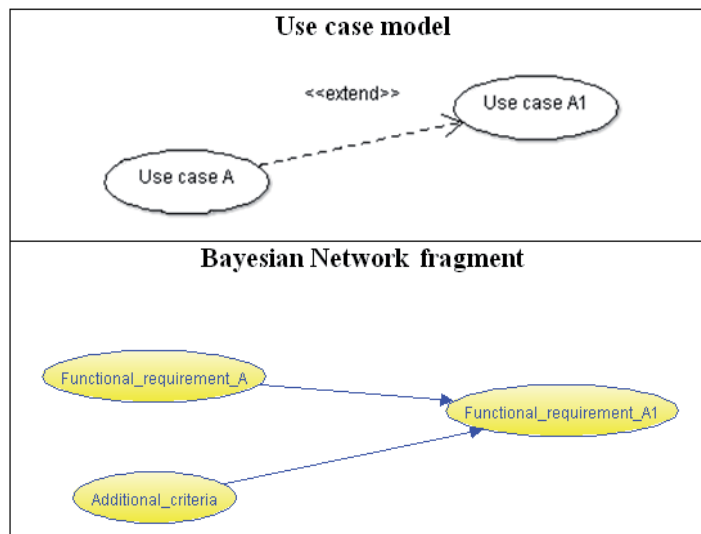 Use case model
<<extend>>
Use case A1
Use case A
Bayesian Network fragment
Functional_requirement_A
Functional_requirement_A1
Additional_criteria